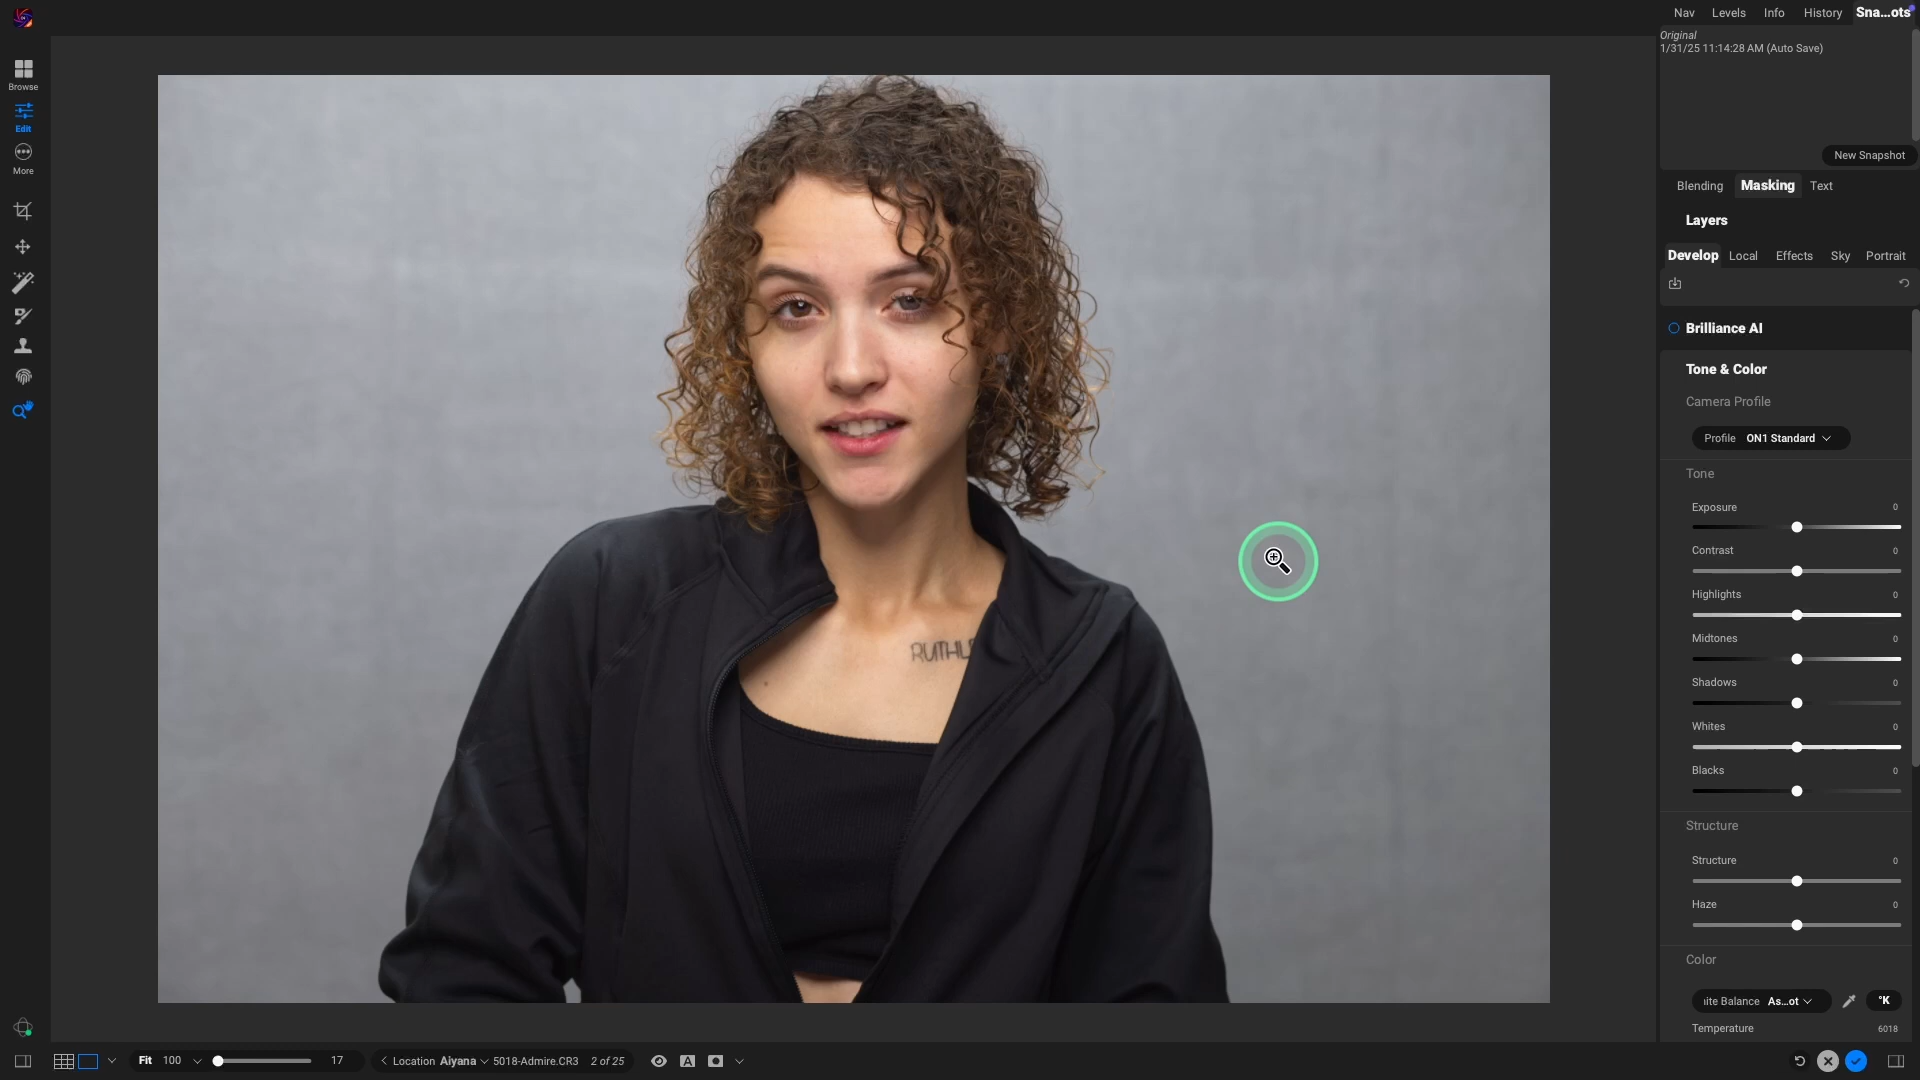 Nav Levels Info History Sna...ots
Original
1/31/25 11:14:28 AM (Auto Save)
New Snapshot
Blending Masking Text
Layers
Develop Local Effects Sky Portrait
Brilliance AI
Tone & Color
Camera Profile
Profile ON1 Standard
Tone
Exposure 0
Contrast 0
Highlights 0
Midtones 0
Shadows 0
Whites 0
Blacks 0
Structure
Structure 0
Haze 0
Color
ite Balance As...ot °K
Temperature 6018
Browse
Edit
More
RUTHL
Fit 100 17 Location Aiyana 5018-Admire.CR3 2 of 25 A